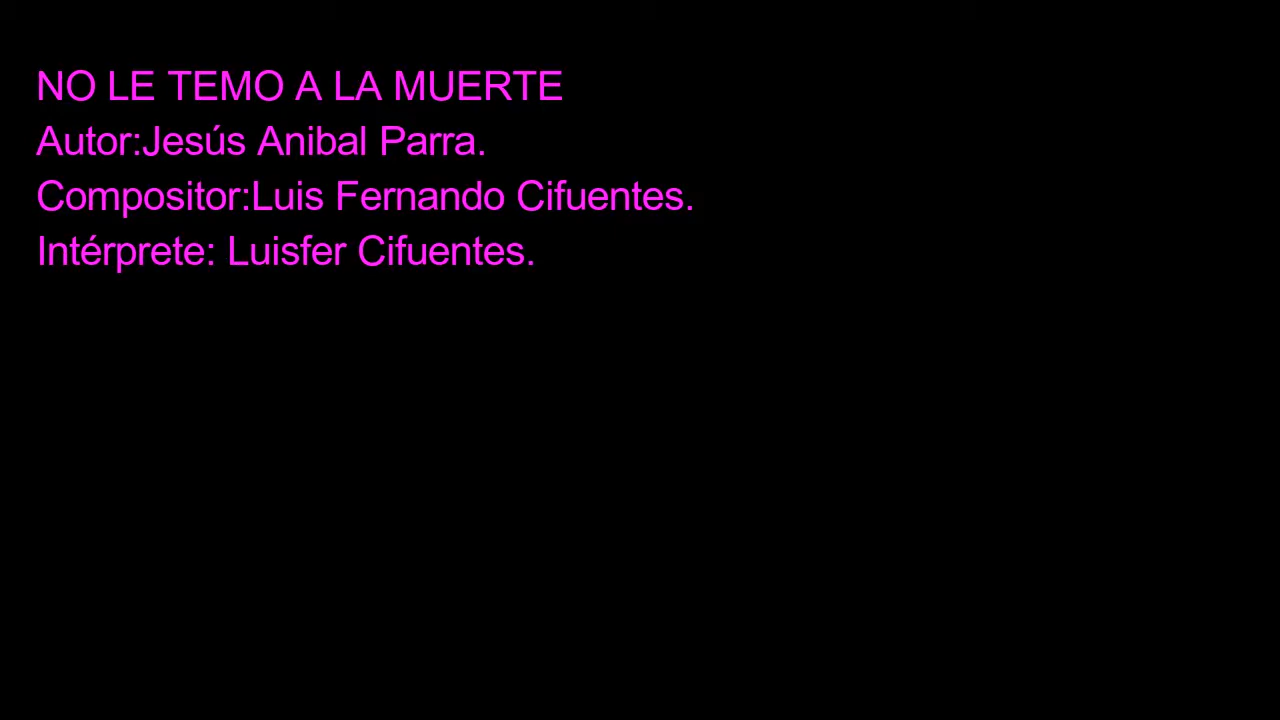 NO LE TEMO A LA MUERTE
Autor:Jesús Anibal Parra.
Compositor:Luis Fernando Cifuentes.
Intérprete: Luisfer Cifuentes.